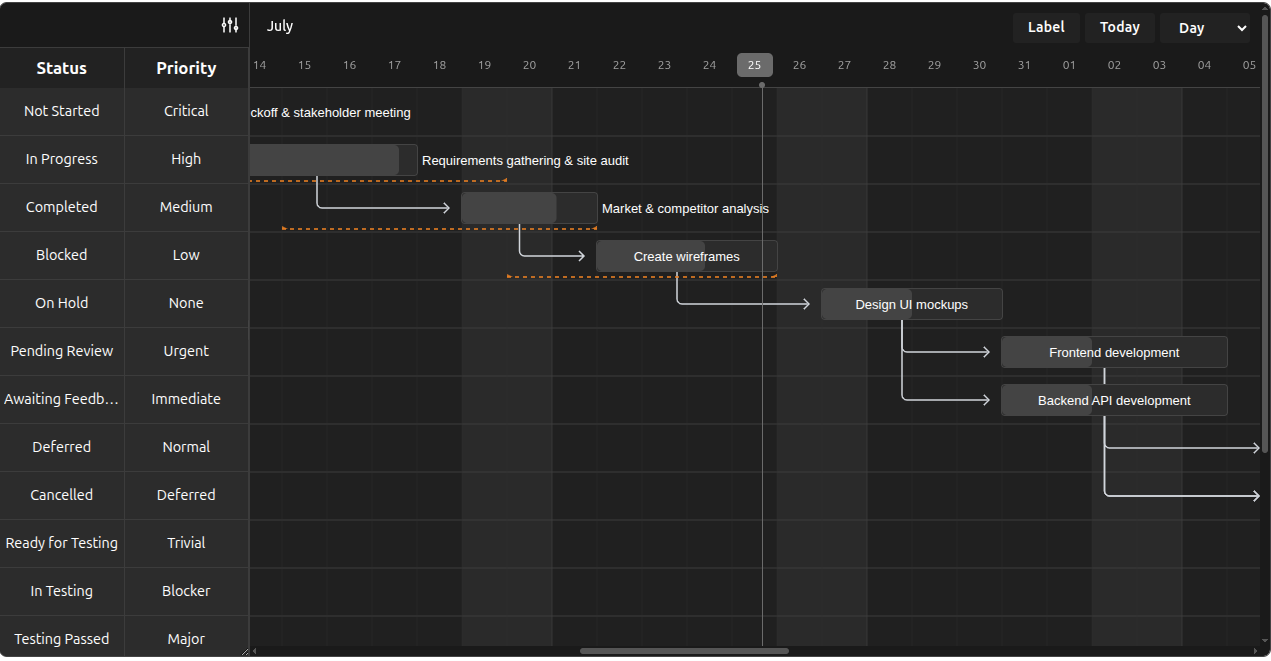 July
Label Today Day
Status Priority
14 15 16 17 18 19 20 21 22 23 24 25 26 27 28 29 30 31 01 02 03 04 05
Not Started Critical ckoff & stakeholder meeting
In Progress High Requirements gathering & site audit
Completed Medium Market & competitor analysis
Blocked Low Create wireframes
On Hold None Design UI mockups
Pending Review Urgent Frontend development
Awaiting Feedb... Immediate Backend API development
Deferred Normal
Cancelled Deferred
Ready for Testing Trivial
In Testing Blocker
Testing Passed Major